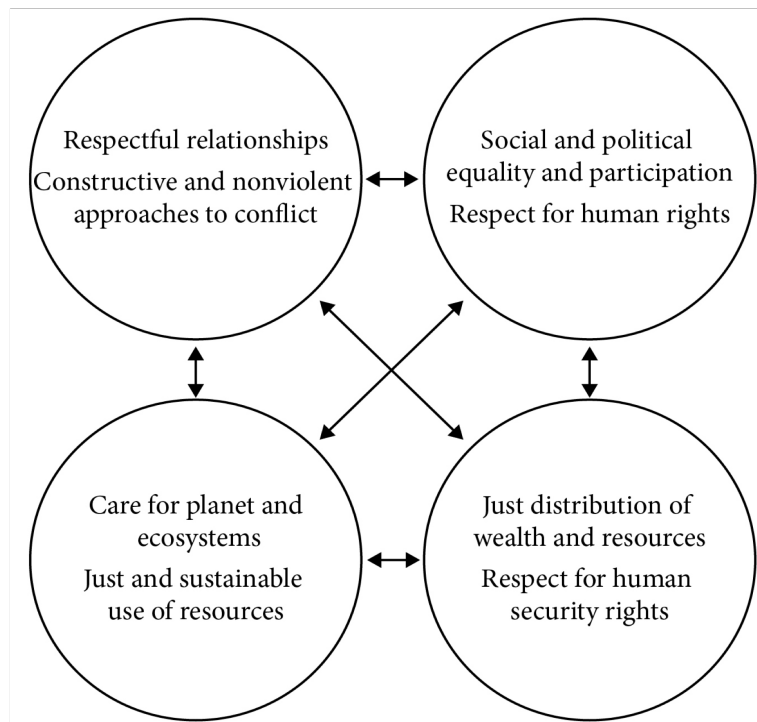 Respectful relationships
Constructive and nonviolent
approaches to conflict
Social and political
equality and participation
Respect for human rights
Care for planet and
ecosystems
Just and sustainable
use of resources
Just distribution of
wealth and resources
Respect for human
security rights